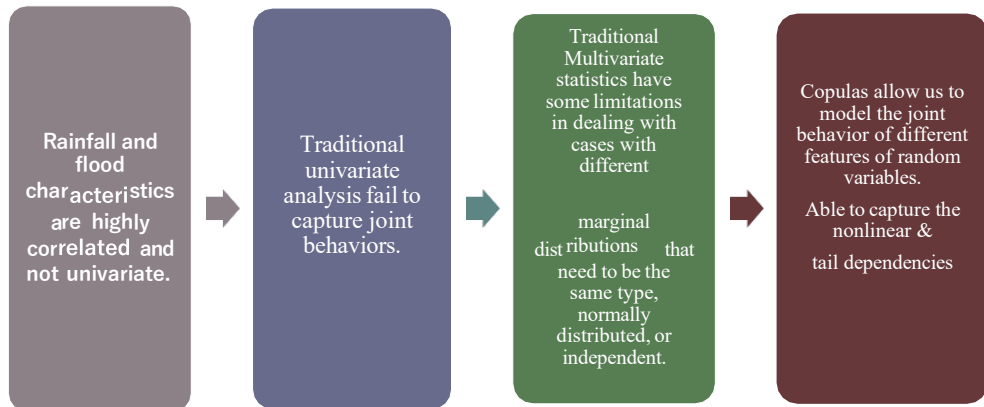 Rainfall and
flood
characteristics
are highly
correlated and
not univariate.
Traditional
univariate
analysis fail to
capture joint
behaviors.
Traditional
Multivariate
statistics have
some limitations
in dealing with
cases with
different
marginal
dist ributions that
need to be the
same type,
normally
distributed, or
independent.
Copulas allow us to
model the joint
behavior of different
features of random
variables.
Able to capture the
nonlinear &
tail dependencies